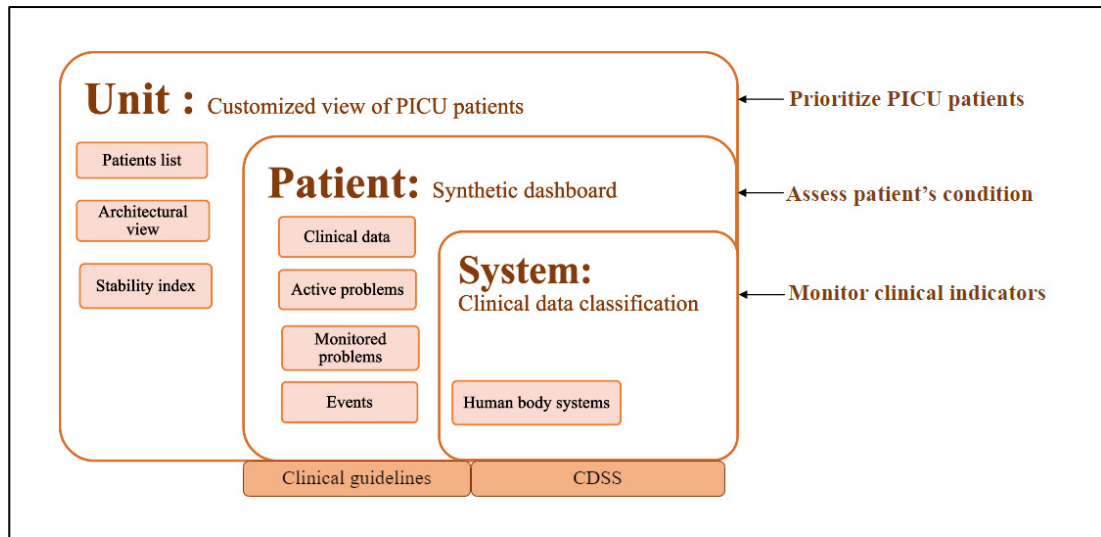 Unit : Customized view of PICU patients
Patients list
Architectural
view
Stability index
Patient: Synthetic dashboard
Clinical data
Active problems
Monitored
problems
Events
System:
Clinical data classification
Human body systems
Clinical guidelines
CDSS
Prioritize PICU patients
Assess patient’s condition
Monitor clinical indicators